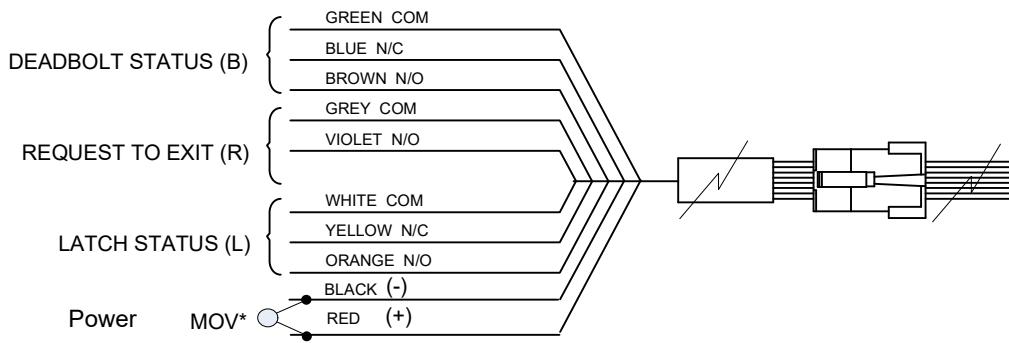 GREEN COM
BLUE N/C
DEADBOLT STATUS (B)
BROWN N/O
GREY COM
VIOLET N/O
REQUEST TO EXIT (R)
WHITE COM
YELLOW N/C
LATCH STATUS (L)
ORANGE N/O
BLACK (-)
Power MOV* RED (+)